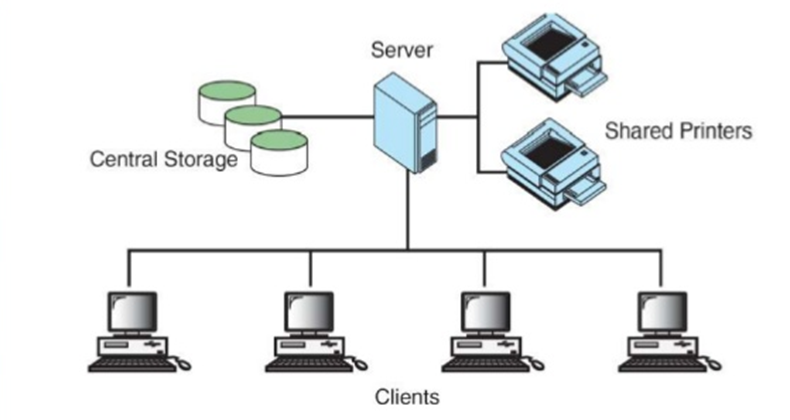 Server
Shared Printers
Central Storage
Clients